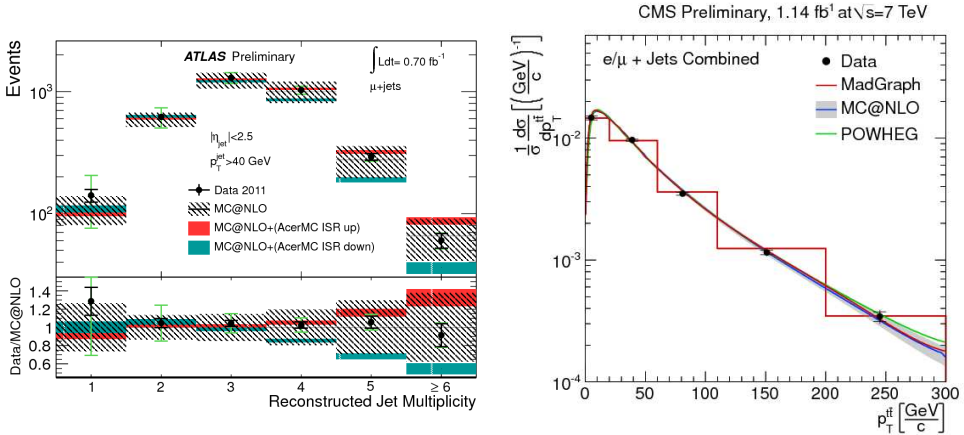 ATLAS Preliminary
∫ Ldt= 0.70 fb⁻¹
μ+jets
|η_jet|<2.5
p_T^jet>40 GeV
Data 2011
MC@NLO
MC@NLO+(AcerMC ISR up)
MC@NLO+(AcerMC ISR down)
Events
10³
10²
Data/MC@NLO
1.4
1.2
1
0.8
0.6
1 2 3 4 5 ≥ 6
Reconstructed Jet Multiplicity
CMS Preliminary, 1.14 fb⁻¹ at √s=7 TeV
e/μ + Jets Combined
Data
MadGraph
MC@NLO
POWHEG
1/σ dσ/dp_T^tt̄ [(GeV/c)⁻¹]
10⁻²
10⁻³
10⁻⁴
0 50 100 150 200 250 300
p_T^tt̄ [GeV/c]